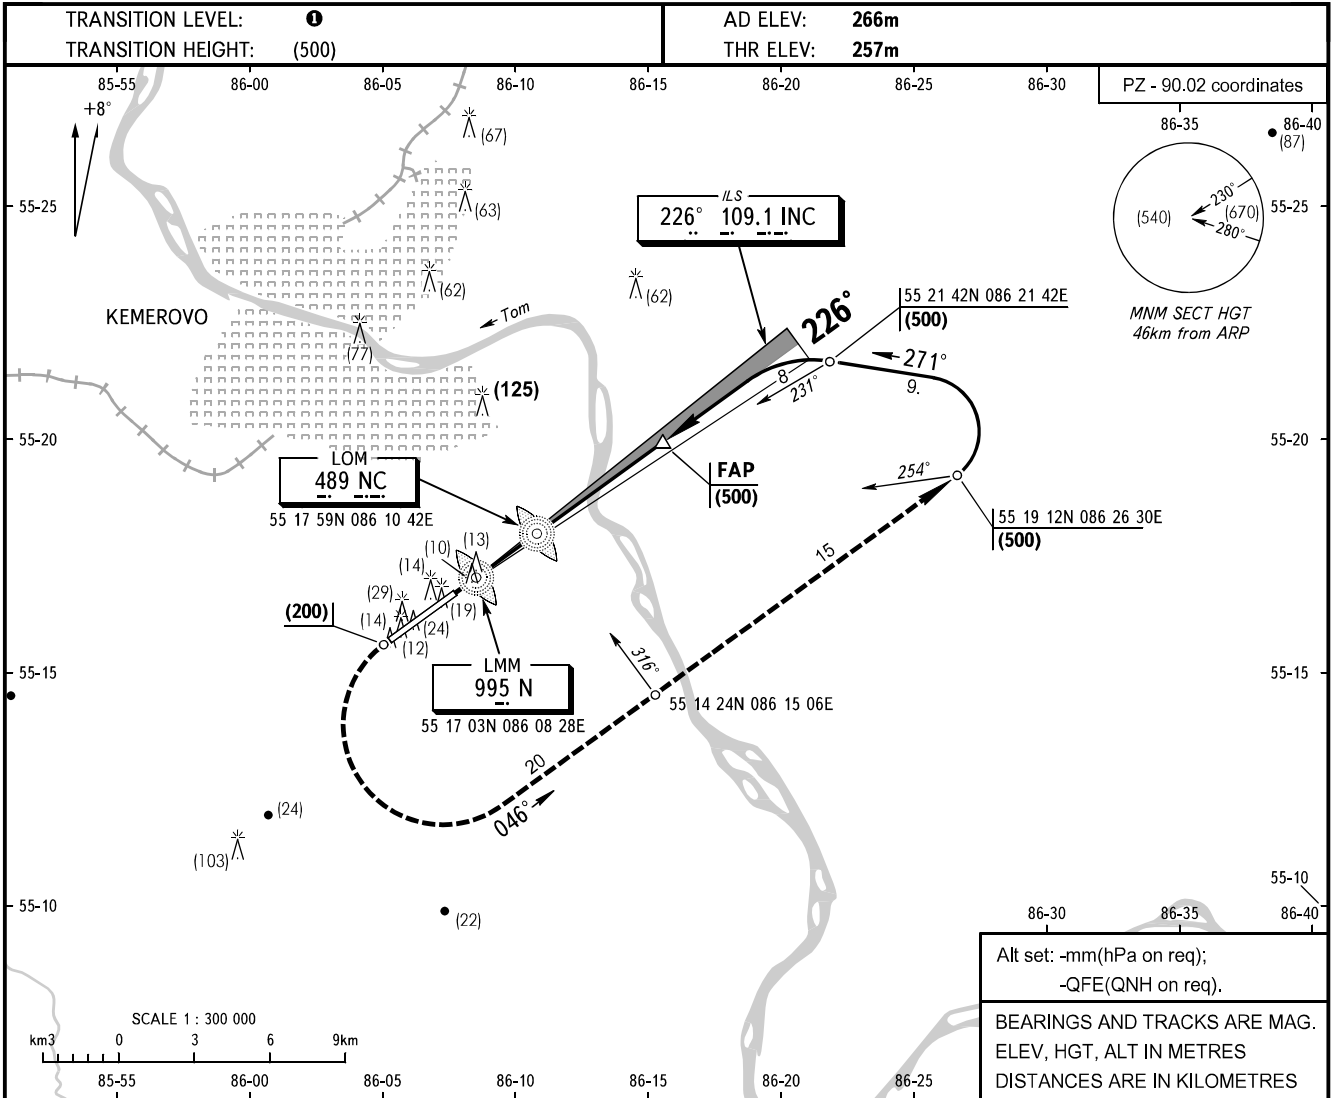 TRANSITION LEVEL: ❶
TRANSITION HEIGHT: (500)
AD ELEV: 266m
THR ELEV: 257m
85-55 86-00 86-05 86-10 86-15 86-20 86-25 86-30
PZ - 90.02 coordinates
86-35 86-40
(87)
+8°
(67)
(63)
55-25
55-25
230°
(540) (670)
280°
MNM SECT HGT
46km from ARP
ILS
226° 109.1 INC
(62)
(62)
KEMEROVO
Tom
(77)
226°
55 21 42N 086 21 42E
(500)
271°
9.
8
231°
(125)
55-20
55-20
LOM
489 NC
55 17 59N 086 10 42E
FAP
(500)
254°
55 19 12N 086 26 30E
(500)
15
(13)
(10)
(14)
(29)
(19)
(200)
(14)
(24)
(12)
LMM
995 N
55 17 03N 086 08 28E
316°
55-15
55-15
55 14 24N 086 15 06E
20
046°
(24)
(103)
(22)
55-10
55-10
86-30 86-35 86-40
Alt set: -mm(hPa on req);
-QFE(QNH on req).
BEARINGS AND TRACKS ARE MAG.
ELEV, HGT, ALT IN METRES
DISTANCES ARE IN KILOMETRES
SCALE 1 : 300 000
km3 0 3 6 9km
85-55 86-00 86-05 86-10 86-15 86-20 86-25